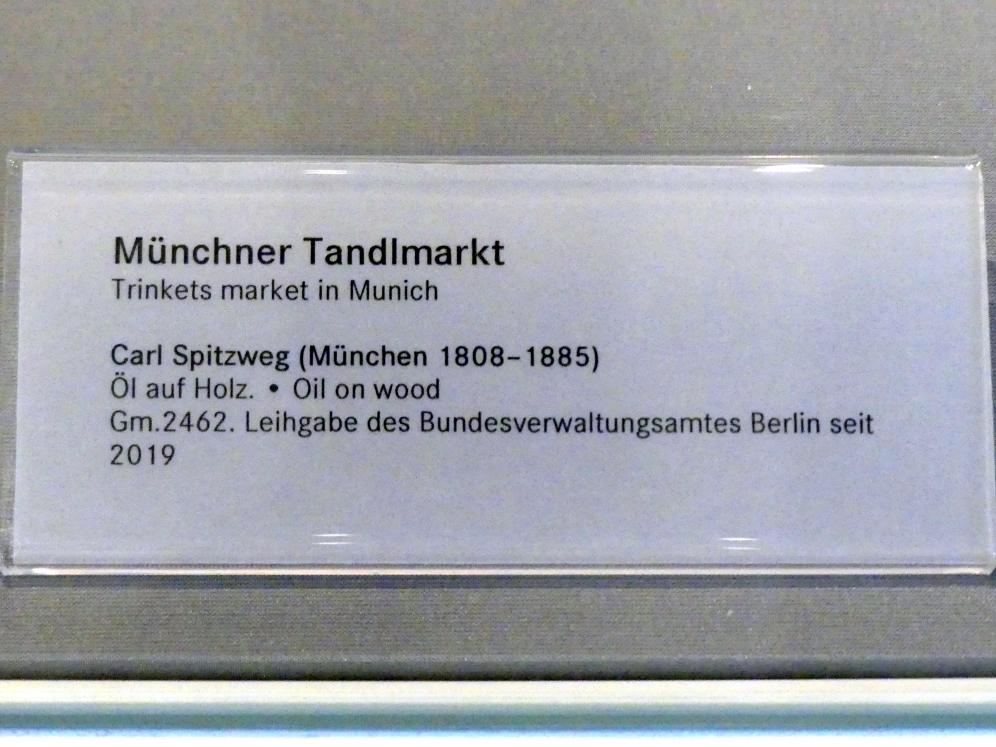 Münchner Tandlmarkt
Trinkets market in Munich
Carl Spitzweg (München 1808–1885)
Öl auf Holz. • Oil on wood
Gm.2462. Leihgabe des Bundesverwaltungsamtes Berlin seit
2019